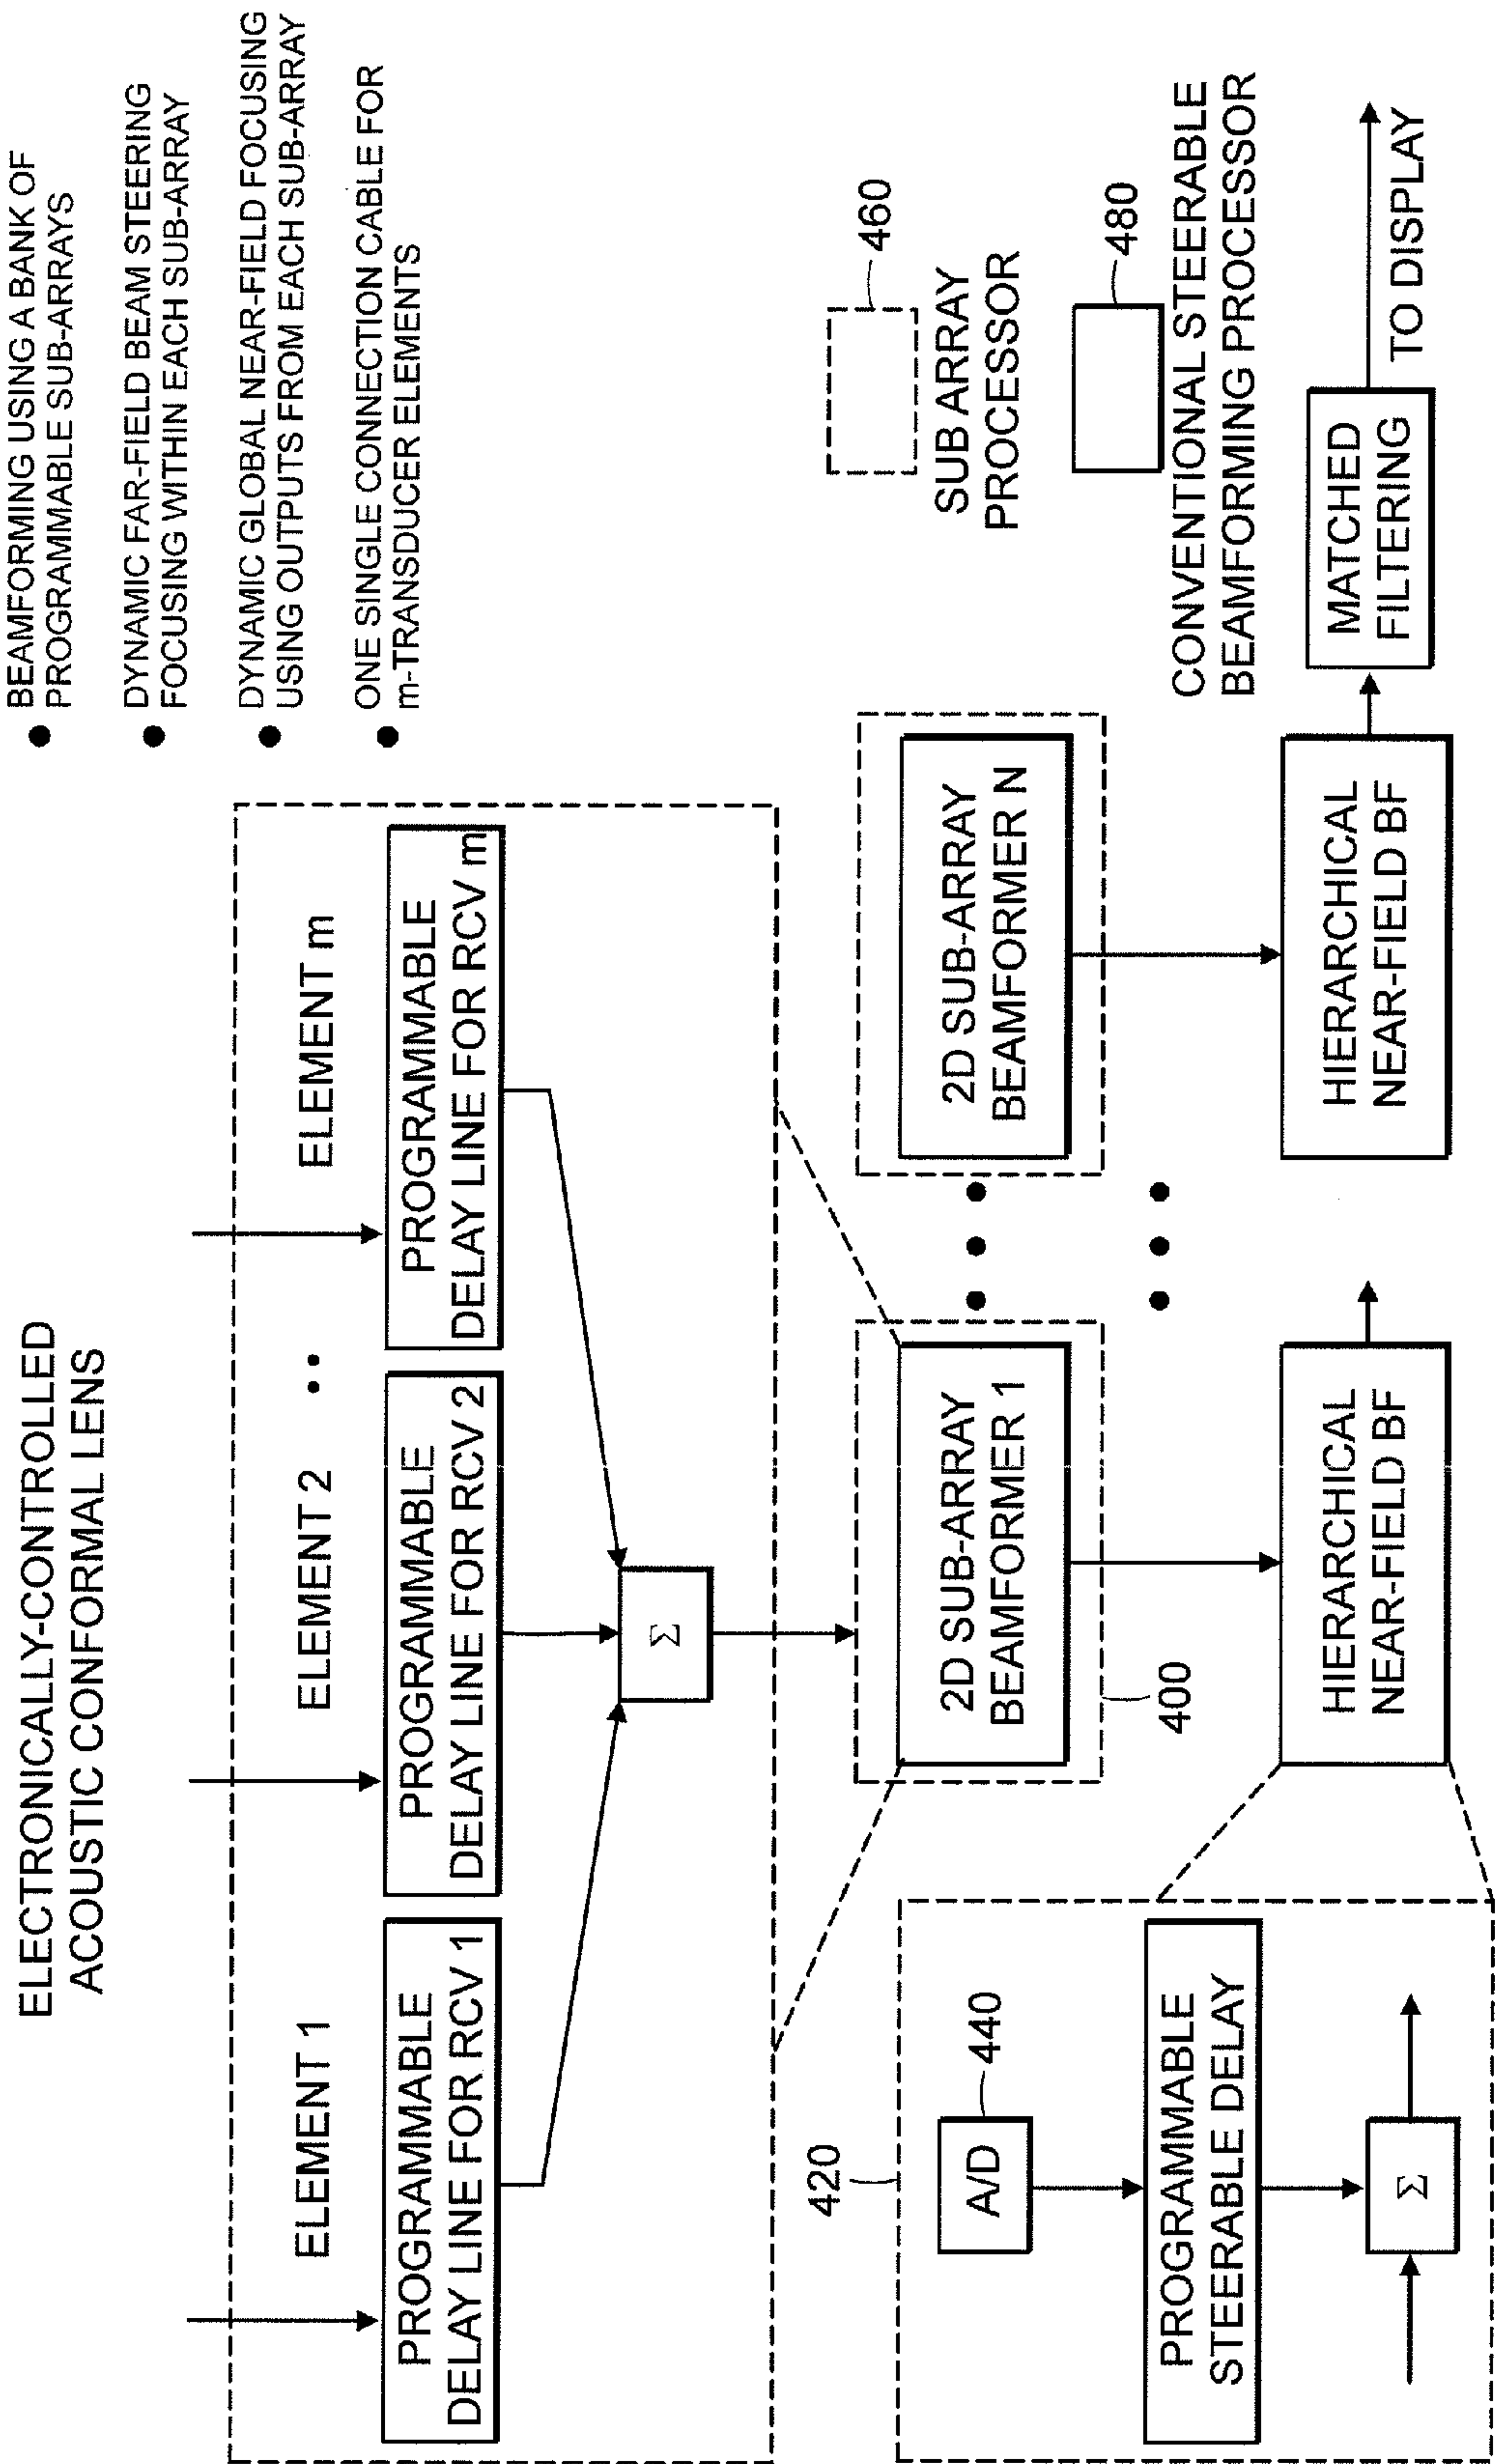 ELECTRONICALLY-CONTROLLED
ACOUSTIC CONFORMAL LENS
● BEAMFORMING USING A BANK OF
PROGRAMMABLE SUB-ARRAYS
● DYNAMIC FAR-FIELD BEAM STEERING
FOCUSING WITHIN EACH SUB-ARRAY
● DYNAMIC GLOBAL NEAR-FIELD FOCUSING
USING OUTPUTS FROM EACH SUB-ARRAY
● ONE SINGLE CONNECTION CABLE FOR
m-TRANSDUCER ELEMENTS
ELEMENT 1
ELEMENT 2
ELEMENT m
PROGRAMMABLE
DELAY LINE FOR RCV 1
PROGRAMMABLE
DELAY LINE FOR RCV 2
PROGRAMMABLE
DELAY LINE FOR RCV m
Σ
2D SUB-ARRAY
BEAMFORMER 1
400
2D SUB-ARRAY
BEAMFORMER N
460
SUB ARRAY
PROCESSOR
480
CONVENTIONAL STEERABLE
BEAMFORMING PROCESSOR
420
A/D
440
PROGRAMMABLE
STEERABLE DELAY
Σ
HIERARCHICAL
NEAR-FIELD BF
HIERARCHICAL
NEAR-FIELD BF
MATCHED
FILTERING
TO DISPLAY